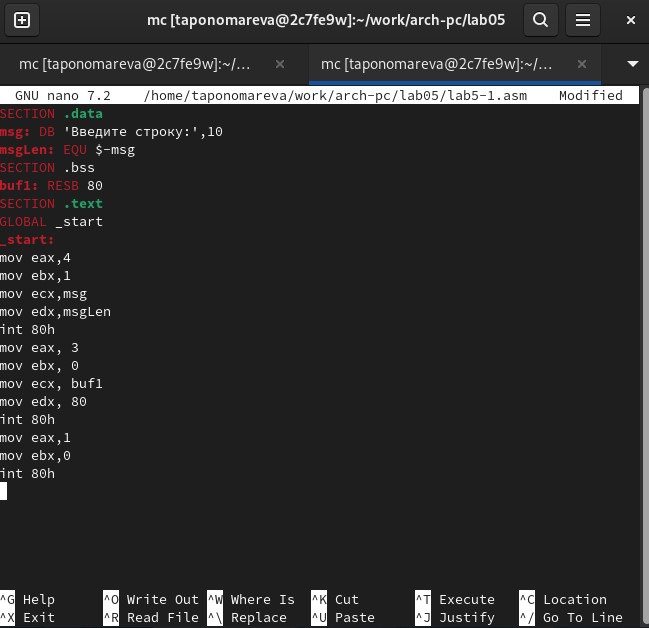 mc [taponomareva@2c7fe9w]:~/work/arch-pc/lab05
mc [taponomareva@2c7fe9w]:~/... mc [taponomareva@2c7fe9w]:~/...
GNU nano 7.2 /home/taponomareva/work/arch-pc/lab05/lab5-1.asm Modified
SECTION .data
msg: DB 'Введите строку:',10
msgLen: EQU $-msg
SECTION .bss
buf1: RESB 80
SECTION .text
GLOBAL _start
_start:
mov eax,4
mov ebx,1
mov ecx,msg
mov edx,msgLen
int 80h
mov eax, 3
mov ebx, 0
mov ecx, buf1
mov edx, 80
int 80h
mov eax,1
mov ebx,0
int 80h
^G Help ^O Write Out ^W Where Is ^K Cut ^T Execute ^C Location
^X Exit ^R Read File ^\ Replace ^U Paste ^J Justify ^/ Go To Line